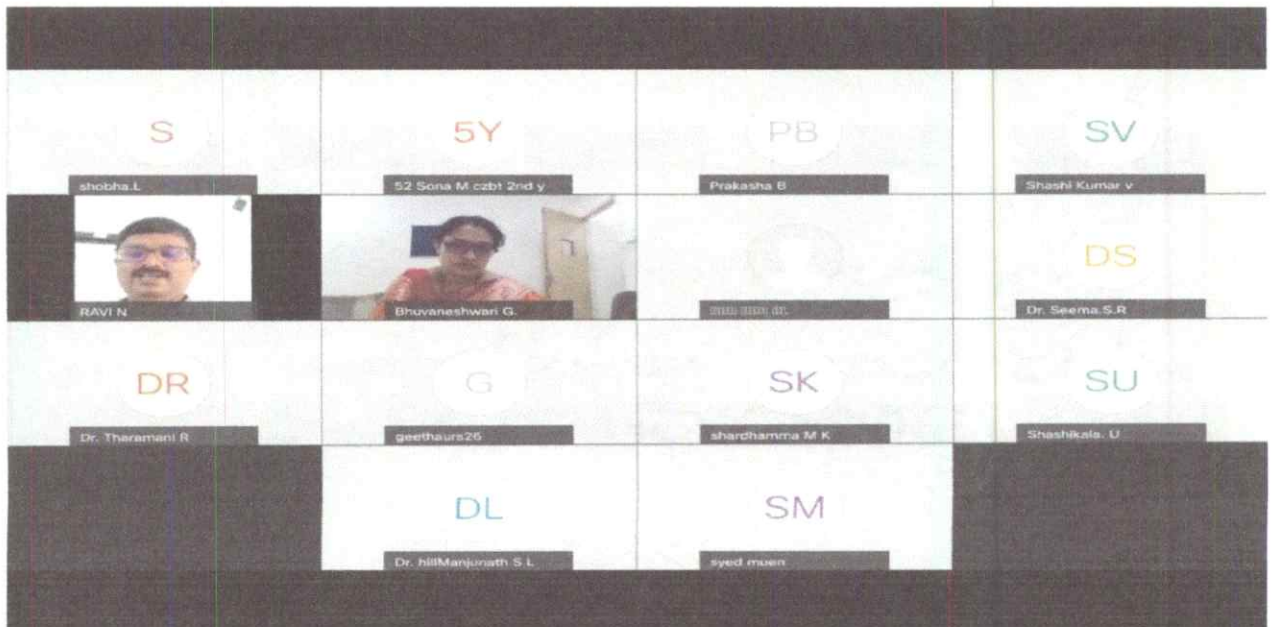 S
shobha.L
5Y
52 Sona M czbt 2nd y
PB
Prakasha B
SV
Shashi Kumar v
RAVI N
Bhuvaneshwari G.
DS
Dr. Seema.S.R
DR
Dr. Tharamani R
G
geethaurs26
SK
shardhamma M K
SU
Shashikala. U
DL
Dr. hillManjunath S L
SM
syed muen